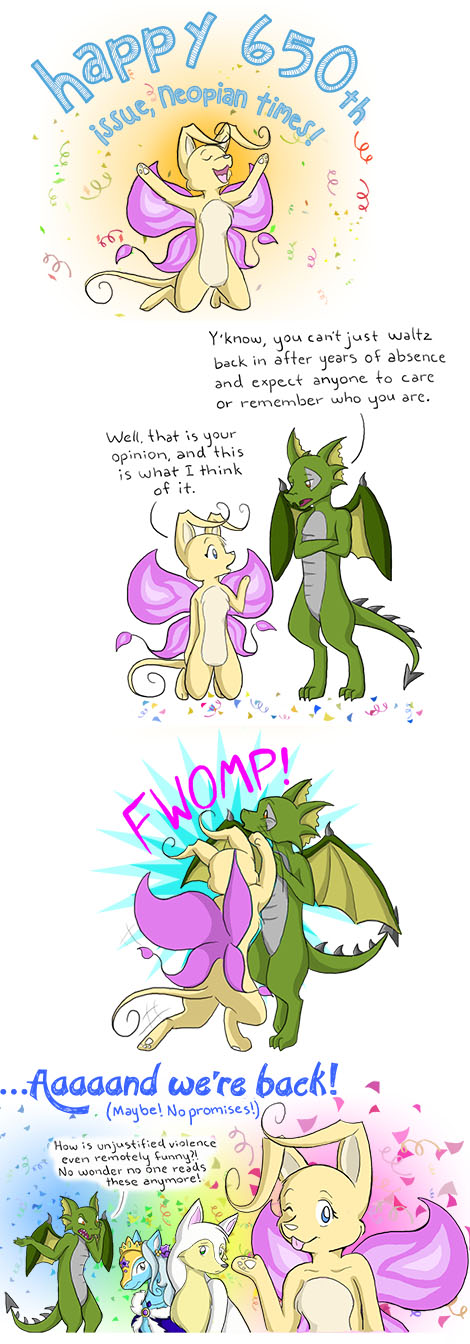 happy 650th
issue, Neopian times!
Y'know, you can't just waltz
back in after years of absence
and expect anyone to care
or remember who you are.
Well, that is your
opinion, and this
is what I think
of it.
FWOMP!
...Aaaaand we're back!
(Maybe! No promises!)
How is unjustified violence
even remotely funny?!
No wonder no one reads
these anymore!